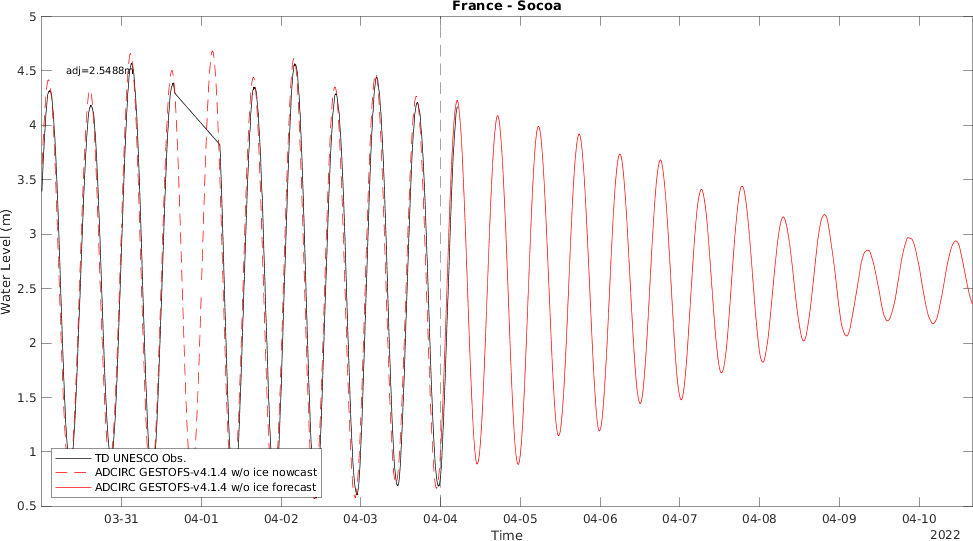 France - Socoa
5
4.5
4
3.5
3
2.5
2
1.5
1
0.5
Water Level (m)
adj=2.5488m
TD UNESCO Obs.
ADCIRC GESTOFS-v4.1.4 w/o ice nowcast
ADCIRC GESTOFS-v4.1.4 w/o ice forecast
03-31 04-01 04-02 04-03 04-04 04-05 04-06 04-07 04-08 04-09 04-10
Time
2022